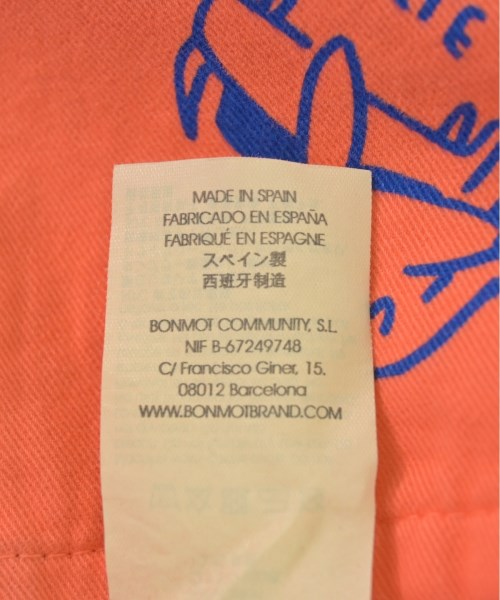 IE
MADE IN SPAIN
FABRICADO EN ESPAÑA
FABRIQUÉ EN ESPAGNE
スペイン製
西班牙制造
BONMOT COMMUNITY, S.L.
NIF B-67249748
C/ Francisco Giner, 15.
08012 Barcelona
WWW.BONMOTBRAND.COM